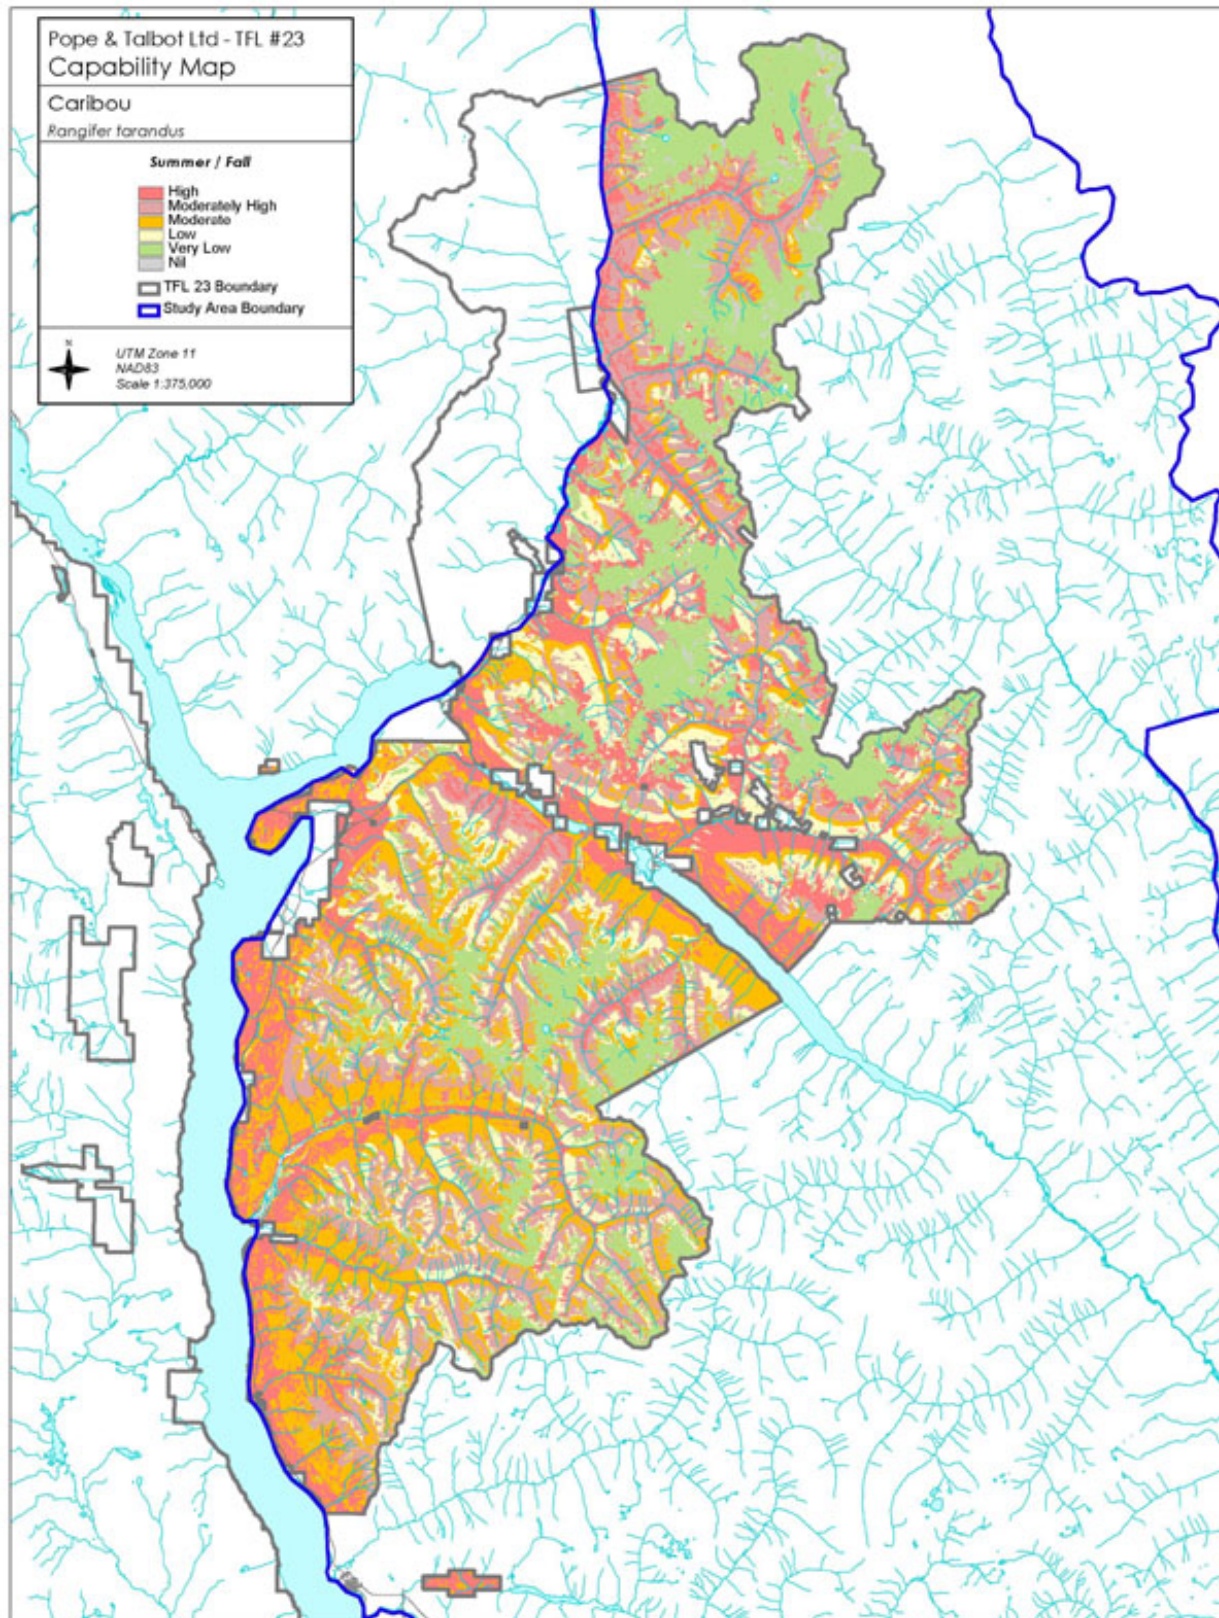 Pope & Talbot Ltd - TFL #23
Capability Map
Caribou
Rangifer tarandus
Summer / Fall
High
Moderately High
Moderate
Low
Very Low
Nil
TFL 23 Boundary
Study Area Boundary
N
UTM Zone 11
NAD83
Scale 1:375,000